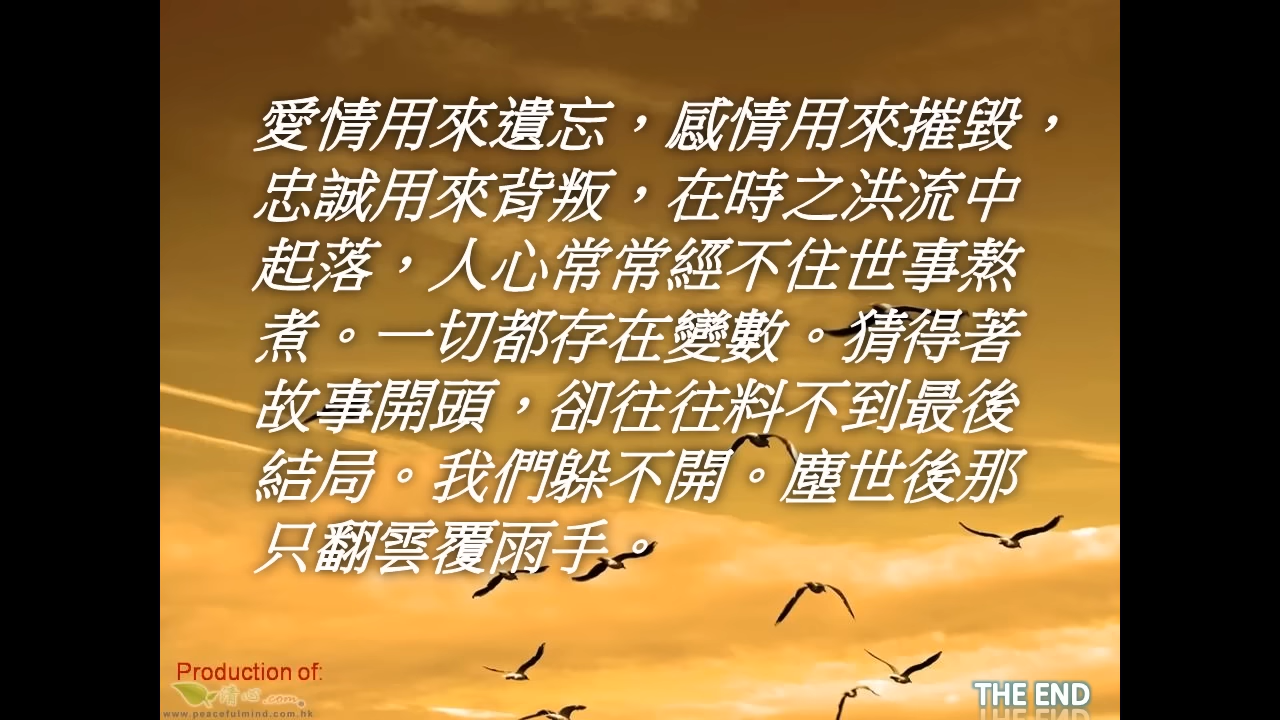 愛情用來遺忘，感情用來摧毀，
忠誠用來背叛，在時之洪流中
起落，人心常常經不住世事熬
煮。一切都存在變數。猜得著
故事開頭，卻往往料不到最後
結局。我們躲不開。塵世後那
只翻雲覆雨手。
Production of:
清心.com
www.peacefulmind.com.hk
THE END